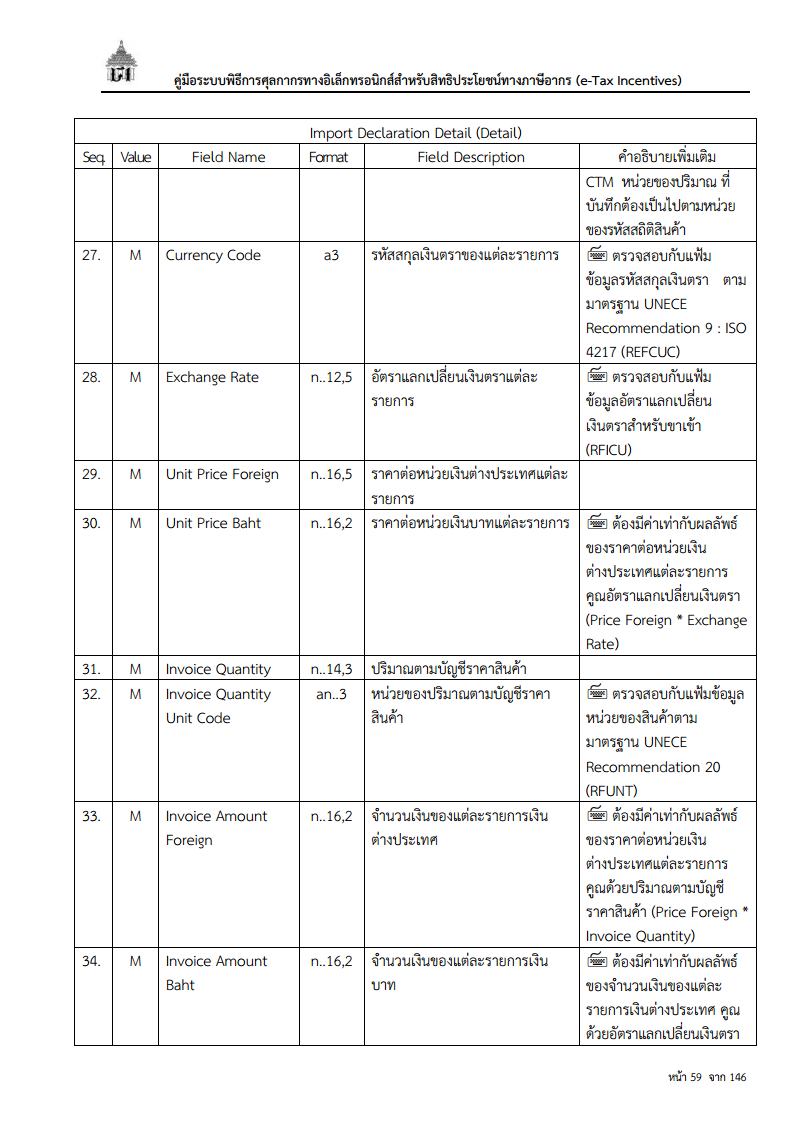 คู่มือระบบพิธีการศุลกากรทางอิเล็กทรอนิกส์สำหรับสิทธิประโยชน์ทางภาษีอากร (e-Tax Incentives)
Import Declaration Detail (Detail)
Seq. Value Field Name Format Field Description คำอธิบายเพิ่มเติม
CTM หน่วยของปริมาณ ที่
บันทึกต้องเป็นไปตามหน่วย
ของรหัสสถิติสินค้า
27. M Currency Code a3 รหัสสกุลเงินตราของแต่ละรายการ ตรวจสอบกับแฟ้ม
ข้อมูลรหัสสกุลเงินตรา ตาม
มาตรฐาน UNECE
Recommendation 9 : ISO
4217 (REFCUC)
28. M Exchange Rate n..12,5 อัตราแลกเปลี่ยนเงินตราแต่ละ ตรวจสอบกับแฟ้ม
รายการ ข้อมูลอัตราแลกเปลี่ยน
เงินตราสำหรับขาเข้า
(RFICU)
29. M Unit Price Foreign n..16,5 ราคาต่อหน่วยเงินต่างประเทศแต่ละ
รายการ
30. M Unit Price Baht n..16,2 ราคาต่อหน่วยเงินบาทแต่ละรายการ ต้องมีค่าเท่ากับผลลัพธ์
ของราคาต่อหน่วยเงิน
ต่างประเทศแต่ละรายการ
คูณอัตราแลกเปลี่ยนเงินตรา
(Price Foreign * Exchange
Rate)
31. M Invoice Quantity n..14,3 ปริมาณตามบัญชีราคาสินค้า
32. M Invoice Quantity an..3 หน่วยของปริมาณตามบัญชีราคา ตรวจสอบกับแฟ้มข้อมูล
Unit Code สินค้า หน่วยของสินค้าตาม
มาตรฐาน UNECE
Recommendation 20
(RFUNT)
33. M Invoice Amount n..16,2 จำนวนเงินของแต่ละรายการเงิน ต้องมีค่าเท่ากับผลลัพธ์
Foreign ต่างประเทศ ของราคาต่อหน่วยเงิน
ต่างประเทศแต่ละรายการ
คูณด้วยปริมาณตามบัญชี
ราคาสินค้า (Price Foreign *
Invoice Quantity)
34. M Invoice Amount n..16,2 จำนวนเงินของแต่ละรายการเงิน ต้องมีค่าเท่ากับผลลัพธ์
Baht บาท ของจำนวนเงินของแต่ละ
รายการเงินต่างประเทศ คูณ
ด้วยอัตราแลกเปลี่ยนเงินตรา
หน้า 59 จาก 146